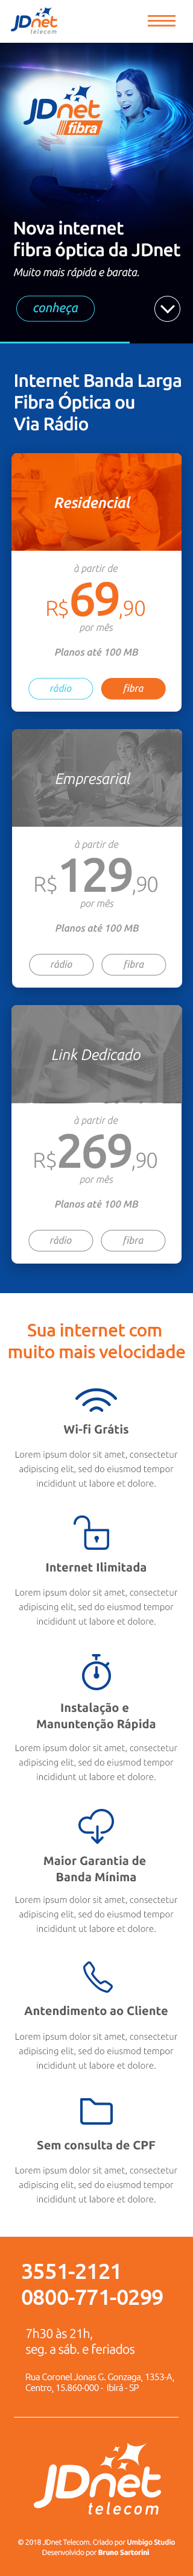 JDnet
telecom
JDnet
fibra
Nova internet
fibra óptica da JDnet
Muito mais rápida e barata.
conheça
Internet Banda Larga
Fibra Óptica ou
Via Rádio
Residencial
à partir de
R$69,90
por mês
Planos até 100 MB
rádio fibra
Empresarial
à partir de
R$129,90
por mês
Planos até 100 MB
rádio fibra
Link Dedicado
à partir de
R$269,90
por mês
Planos até 100 MB
rádio fibra
Sua internet com
muito mais velocidade
Wi-fi Grátis
Lorem ipsum dolor sit amet, consectetur
adipiscing elit, sed do eiusmod tempor
incididunt ut labore et dolore.
Internet Ilimitada
Lorem ipsum dolor sit amet, consectetur
adipiscing elit, sed do eiusmod tempor
incididunt ut labore et dolore.
Instalação e
Manuntenção Rápida
Lorem ipsum dolor sit amet, consectetur
adipiscing elit, sed do eiusmod tempor
incididunt ut labore et dolore.
Maior Garantia de
Banda Mínima
Lorem ipsum dolor sit amet, consectetur
adipiscing elit, sed do eiusmod tempor
incididunt ut labore et dolore.
Antendimento ao Cliente
Lorem ipsum dolor sit amet, consectetur
adipiscing elit, sed do eiusmod tempor
incididunt ut labore et dolore.
Sem consulta de CPF
Lorem ipsum dolor sit amet, consectetur
adipiscing elit, sed do eiusmod tempor
incididunt ut labore et dolore.
3551-2121
0800-771-0299
7h30 às 21h,
seg. a sáb. e feriados
Rua Coronel Jonas G. Gonzaga, 1353-A,
Centro, 15.860-000 - Ibirá - SP
JDnet
telecom
© 2018 JDnet Telecom. Criado por Umbigo Studio
Desenvolvido por Bruno Sartorini